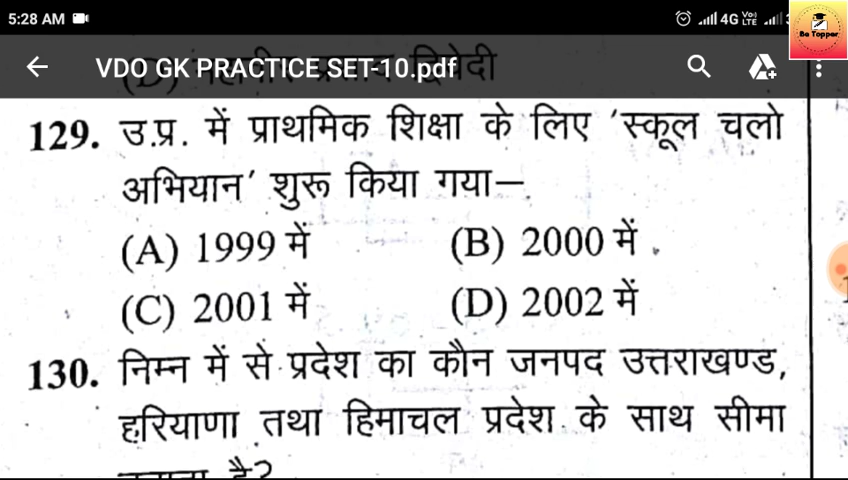 5:28 AM
4G VoLTE
Be Topper
VDO GK PRACTICE SET-10.pdf
129. उ.प्र. में प्राथमिक शिक्षा के लिए 'स्कूल चलो
अभियान' शुरू किया गया—
(A) 1999 में (B) 2000 में
(C) 2001 में (D) 2002 में
130. निम्न में से प्रदेश का कौन जनपद उत्तराखण्ड,
हरियाणा तथा हिमाचल प्रदेश के साथ सीमा